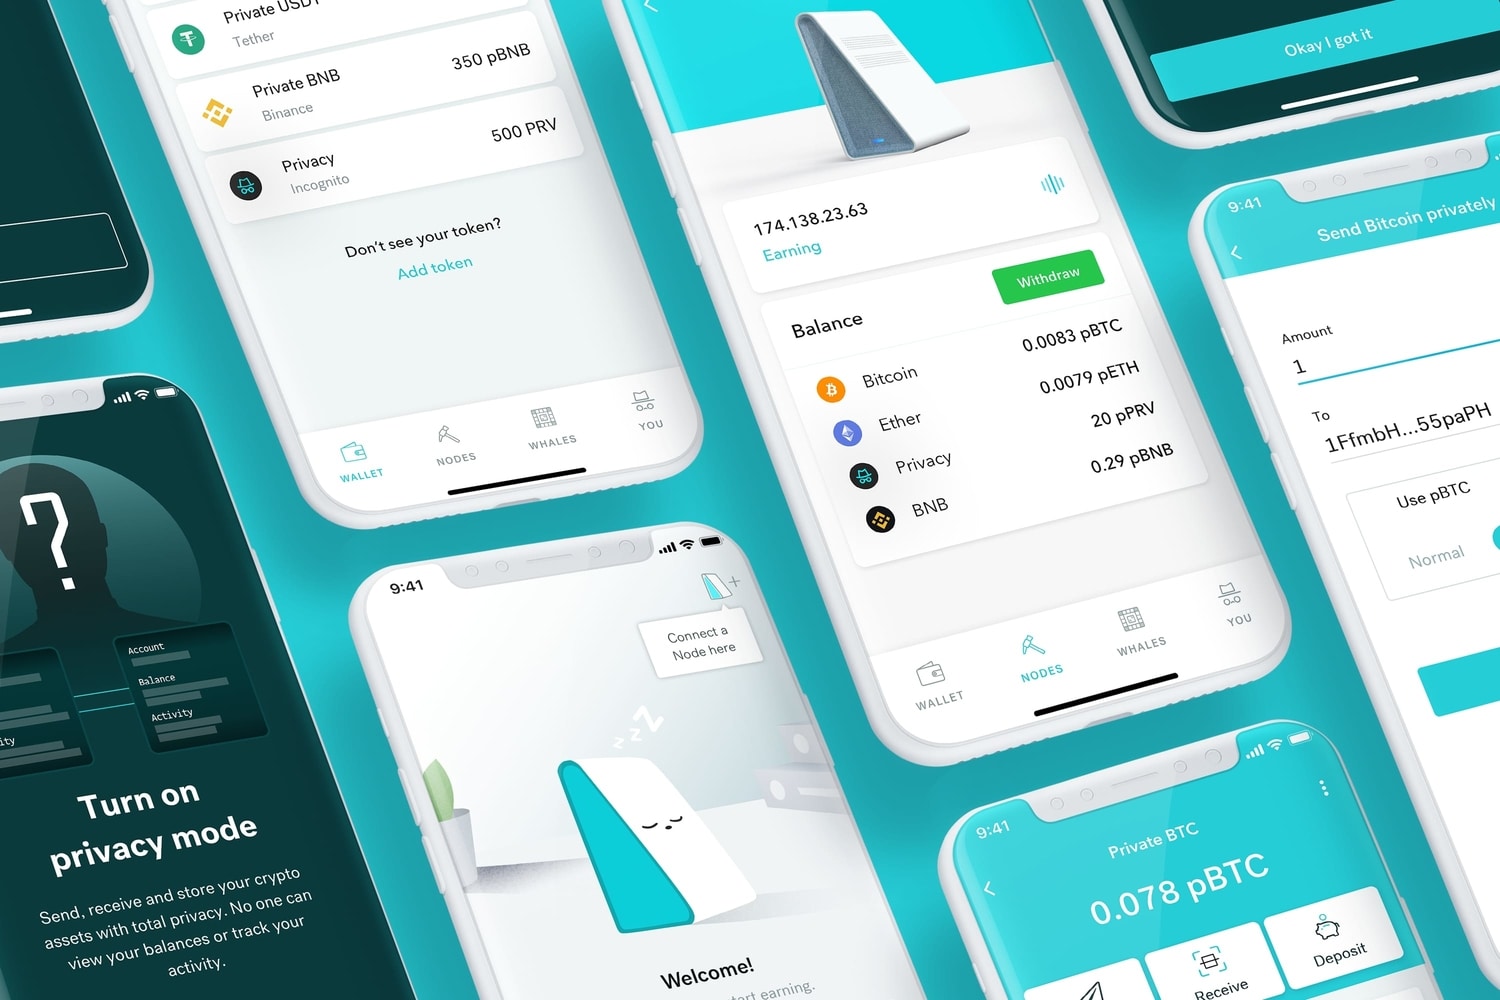 Private USDT
Tether
Private BNB
Binance
350 pBNB
Privacy
Incognito
500 PRV
Don't see your token?
Add token
WALLET
NODES
WHALES
YOU
174.138.23.63
Earning
Balance
Withdraw
Bitcoin
0.0083 pBTC
Ether
0.0079 pETH
Privacy
20 pPRV
BNB
0.29 pBNB
WALLET
NODES
WHALES
YOU
Okay I got it
9:41
Send Bitcoin privately
Amount
1
To
1FfmbH...55paPH
Use pBTC
Normal
?
Account
Balance
Activity
Turn on
privacy mode
Send, receive and store your crypto
assets with total privacy. No one can
view your balances or track your
activity.
9:41
Connect a
Node here
z z z Z
Welcome!
start earning.
9:41
Private BTC
0.078 pBTC
Receive
Deposit